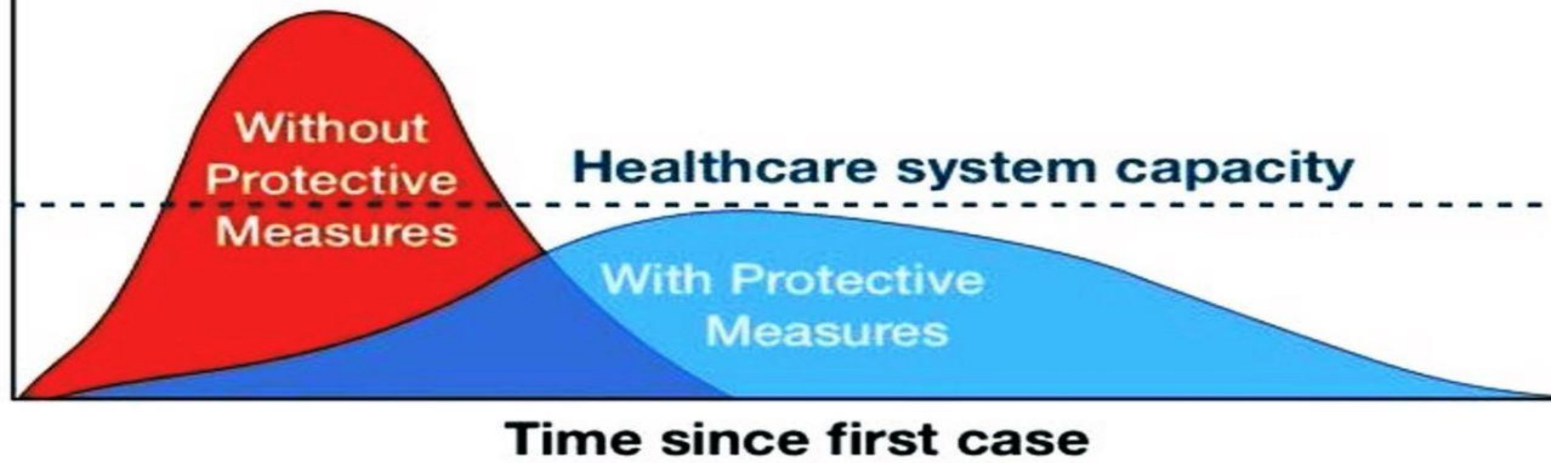 Without
Protective
Measures
Healthcare system capacity
With Protective
Measures
Time since first case